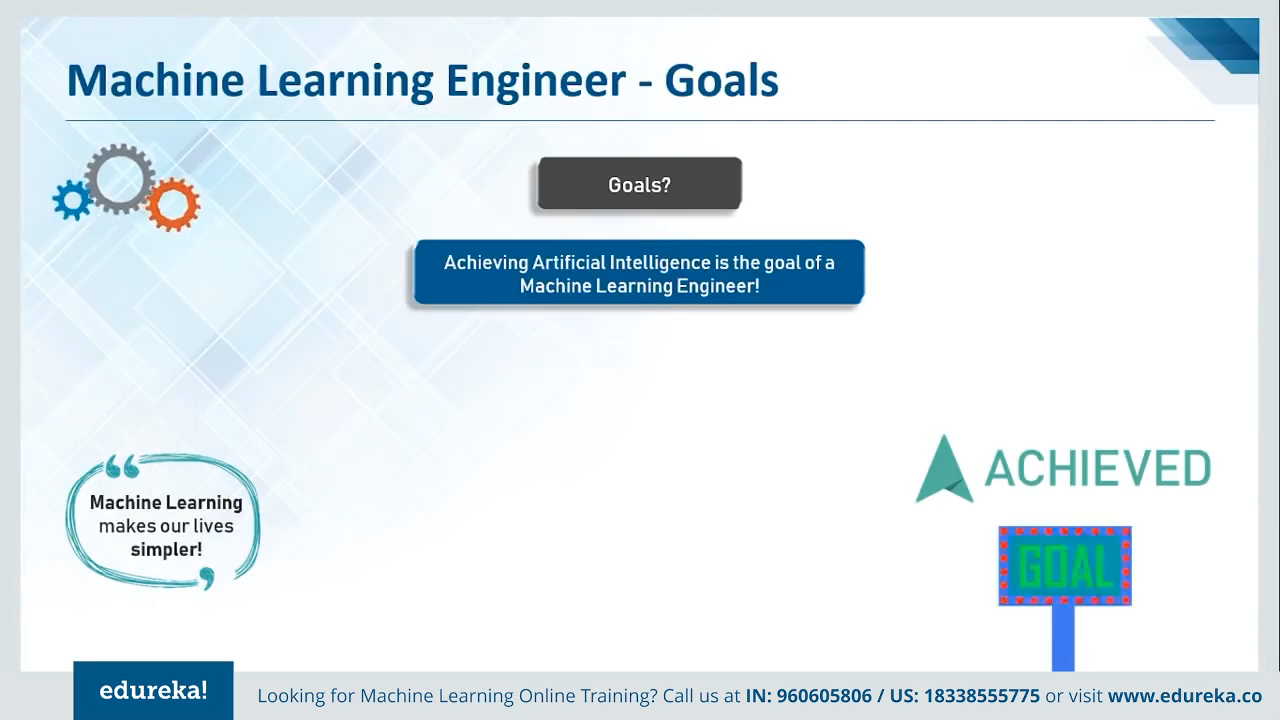 Machine Learning Engineer - Goals
Goals?
Achieving Artificial Intelligence is the goal of a
Machine Learning Engineer!
Machine Learning
makes our lives
simpler!
ACHIEVED
GOAL
edureka!
Looking for Machine Learning Online Training? Call us at IN: 960605806 / US: 18338555775 or visit www.edureka.co